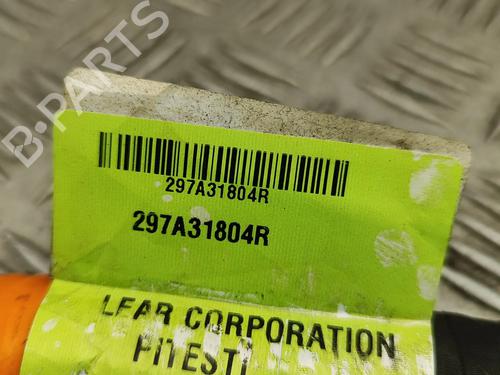 B-PARTS
297A31804R
297A31804R
LEAR CORPORATION
PITESTI